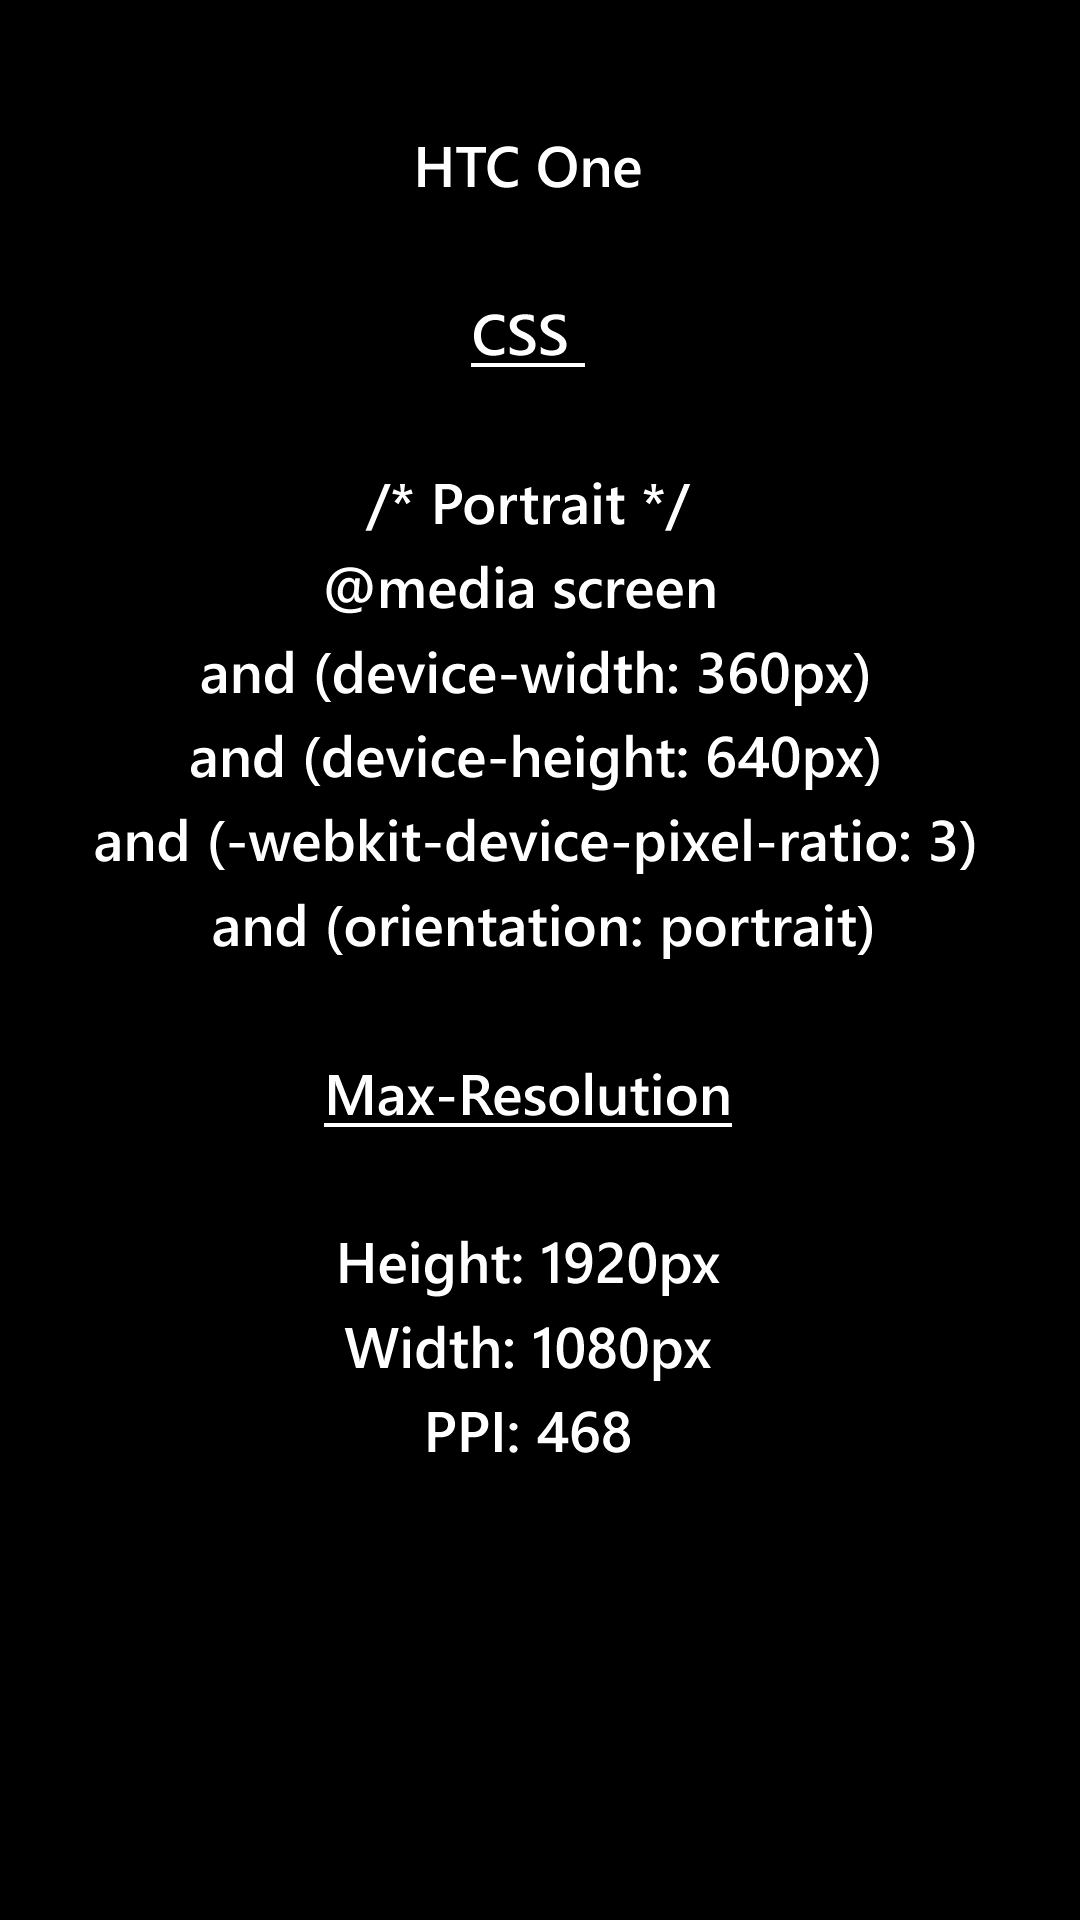 HTC One
CSS
/* Portrait */
@media screen
and (device-width: 360px)
and (device-height: 640px)
and (-webkit-device-pixel-ratio: 3)
and (orientation: portrait)
Max-Resolution
Height: 1920px
Width: 1080px
PPI: 468